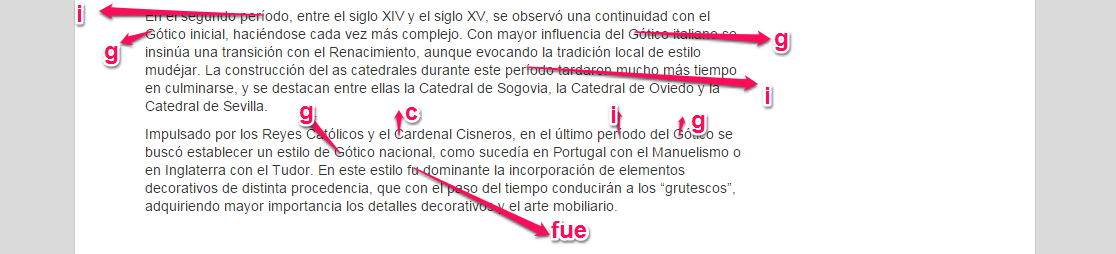 i
En el segundo período, entre el siglo XIV y el siglo XV, se observó una continuidad con el
g
Gótico inicial, haciéndose cada vez más complejo. Con mayor influencia del Gótico italiano se
g
insinúa una transición con el Renacimiento, aunque evocando la tradición local de estilo
mudéjar. La construcción del as catedrales durante este período tardaron mucho más tiempo
en culminarse, y se destacan entre ellas la Catedral de Sogovia, la Catedral de Oviedo y la
i
Catedral de Sevilla.
g c i g
Impulsado por los Reyes Católicos y el Cardenal Cisneros, en el último período del Gótico se
buscó establecer un estilo de Gótico nacional, como sucedía en Portugal con el Manuelismo o
en Inglaterra con el Tudor. En este estilo fu dominante la incorporación de elementos
decorativos de distinta procedencia, que con el paso del tiempo conducirán a los “grutescos”,
adquiriendo mayor importancia los detalles decorativos y el arte mobiliario.
fue